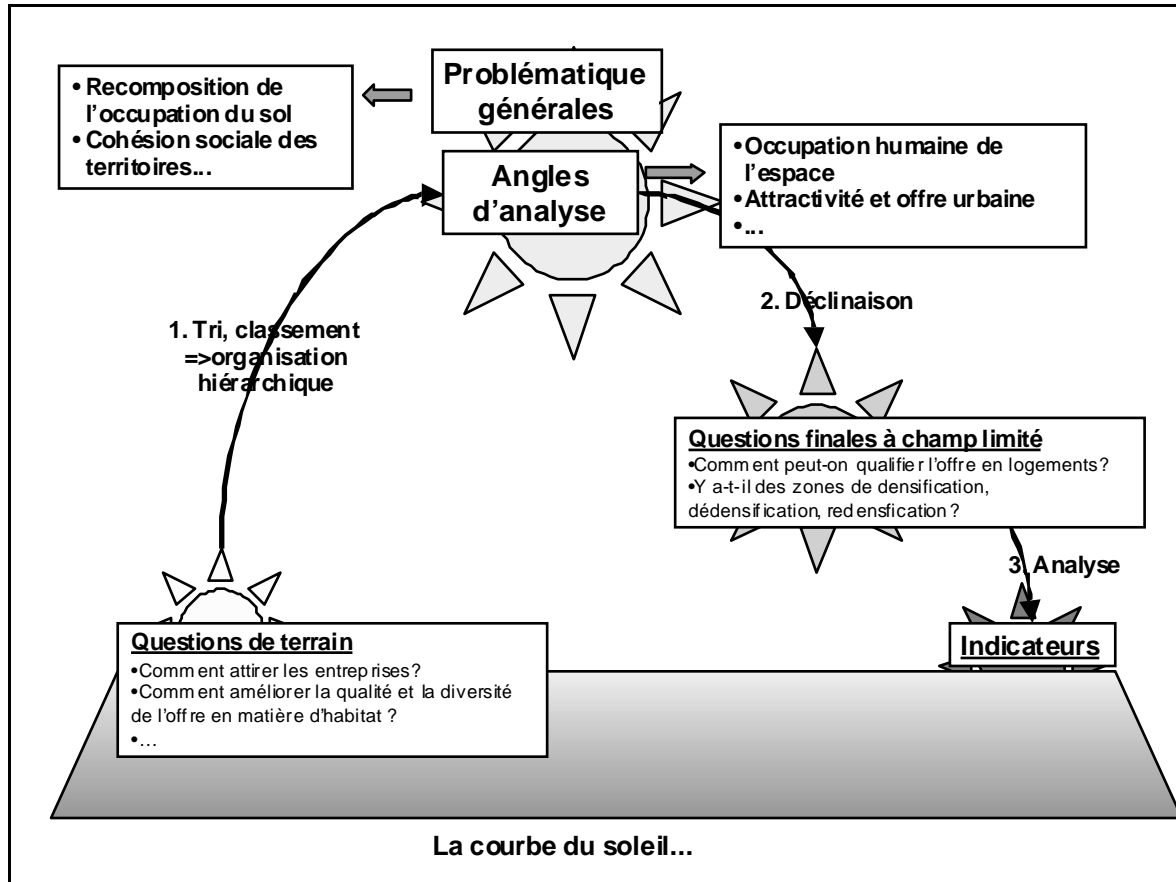 Problématique
générales
• Recomposition de
l’occupation du sol
• Cohésion sociale des
territoires...
Angles
d’analyse
•Occupation humaine de
l’espace
•Attractivité et offre urbaine
•...
1. Tri, classement
=>organisation
hiérarchique
2. Déclinaison
Questions finales à champ limité
•Comment peut-on qualifier l’offre en logements?
•Y a-t-il des zones de densification,
dédensification, redensfication ?
3. Analyse
Indicateurs
Questions de terrain
•Comment attirer les entreprises?
•Comment améliorer la qualité et la diversité
de l’offre en matière d’habitat ?
•…
La courbe du soleil...